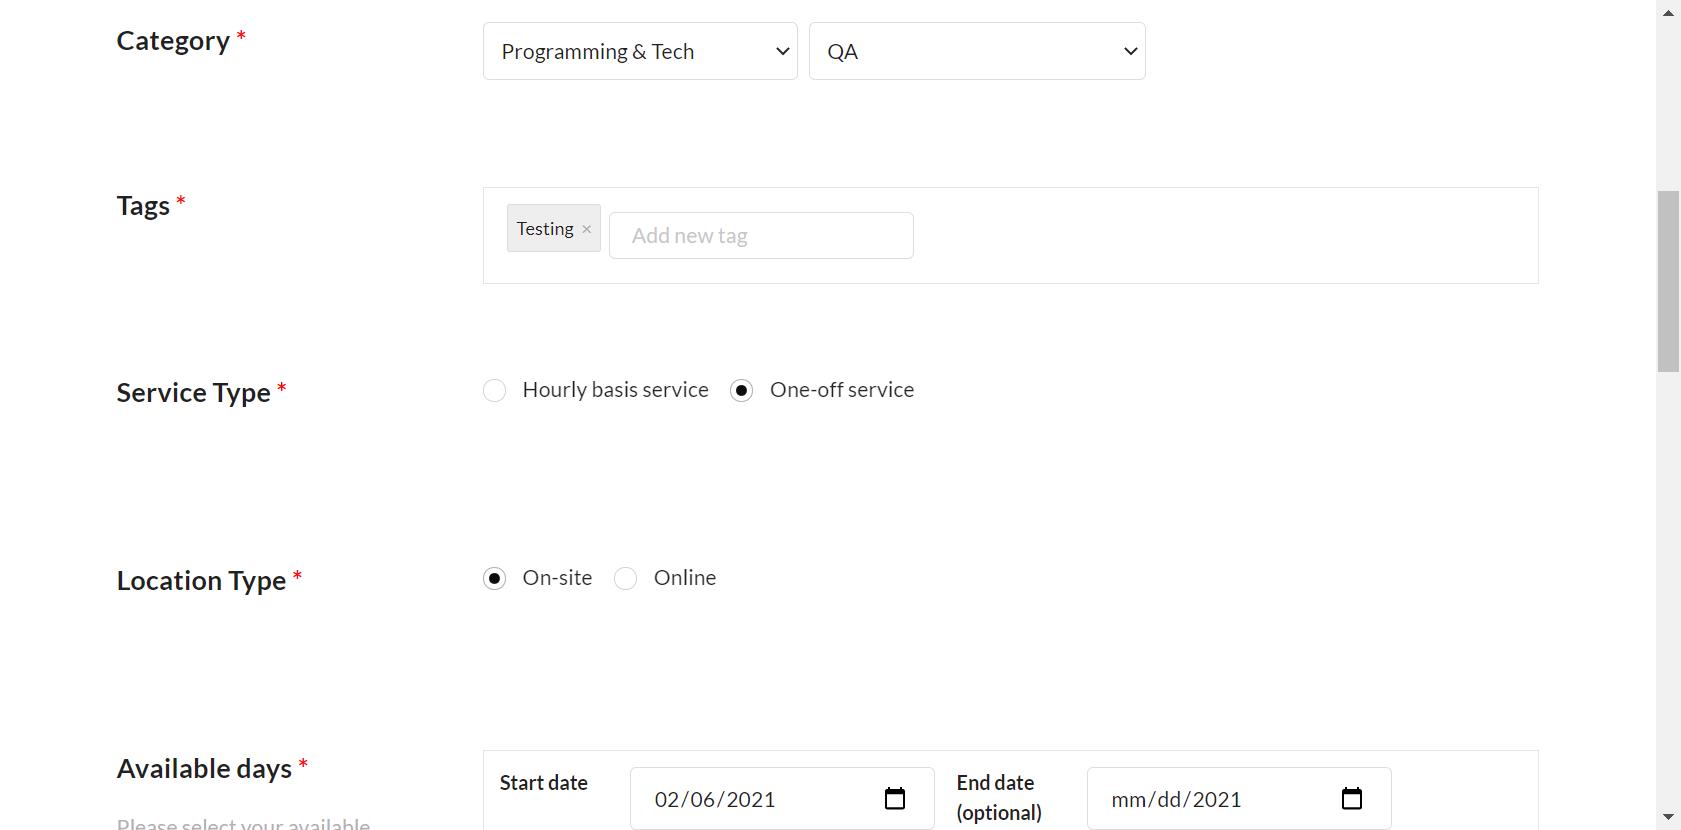 Category *
Programming & Tech
QA
Tags *
Testing ×
Add new tag
Service Type *
Hourly basis service
One-off service
Location Type *
On-site
Online
Available days *
Start date
02/06/2021
End date
(optional)
mm/dd/2021
Please select your available